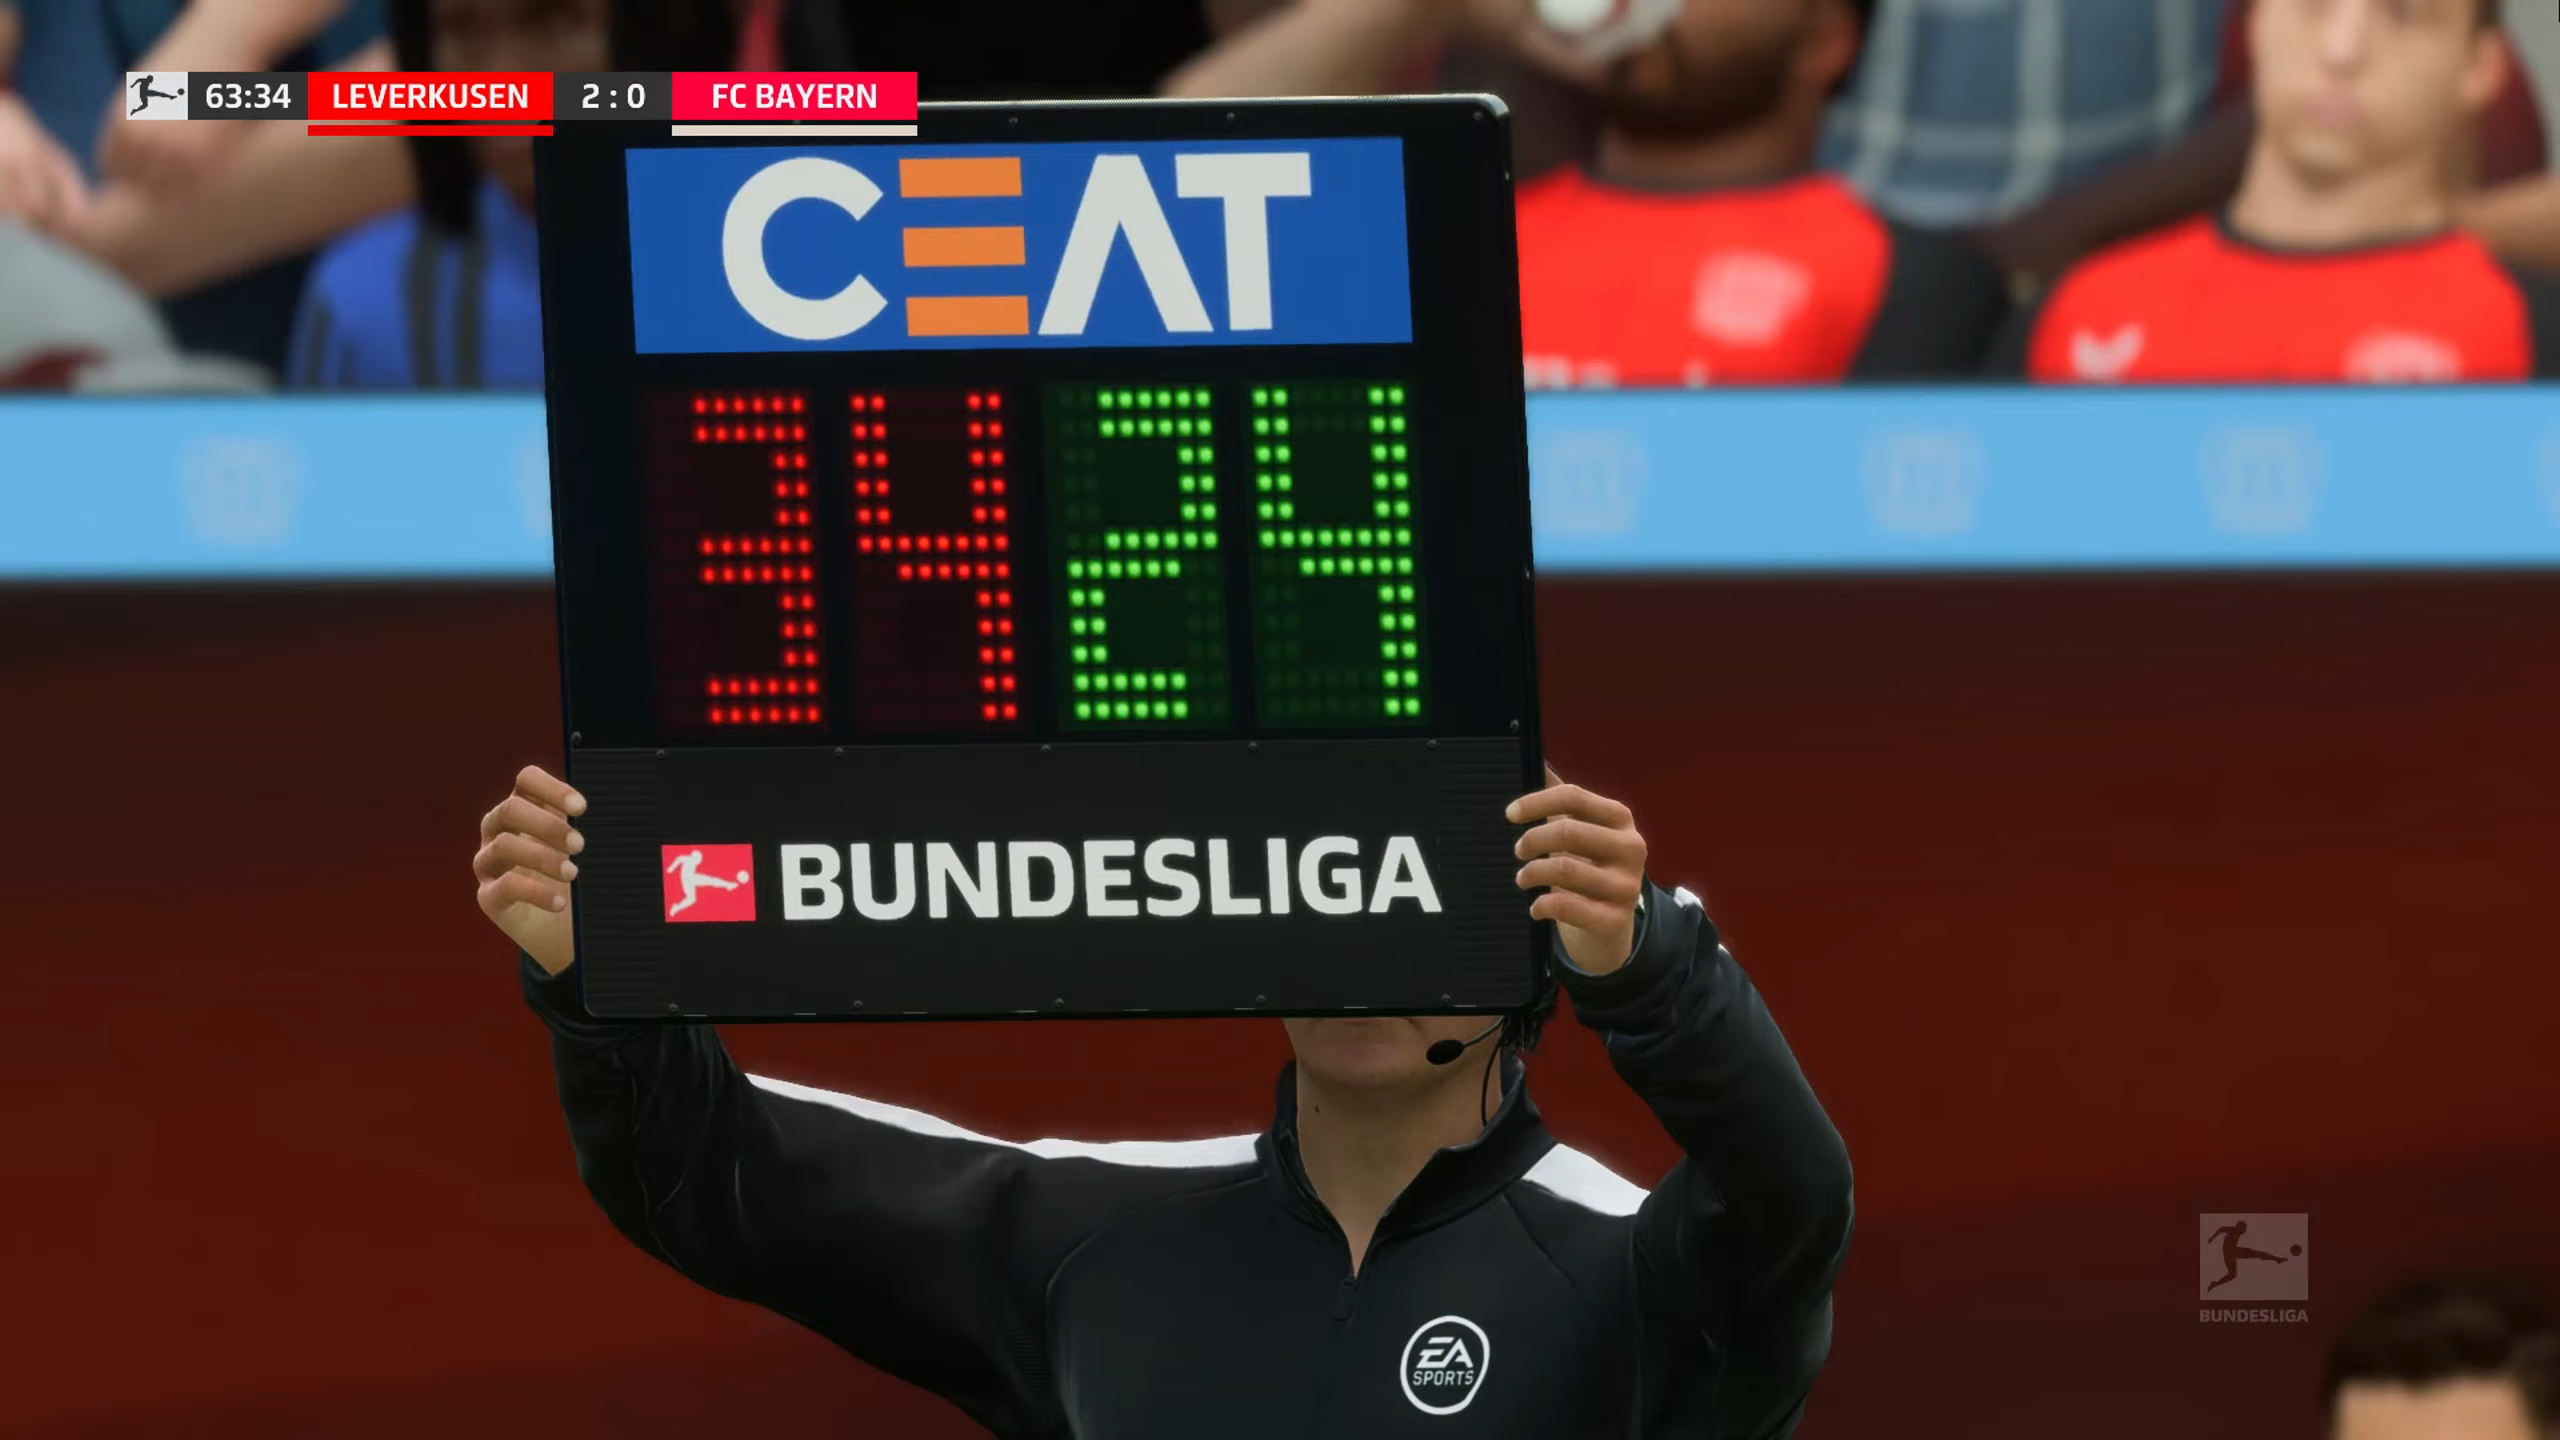 63:34 LEVERKUSEN 2 : 0 FC BAYERN
CEAT
34 24
BUNDESLIGA
EA
SPORTS
BUNDESLIGA